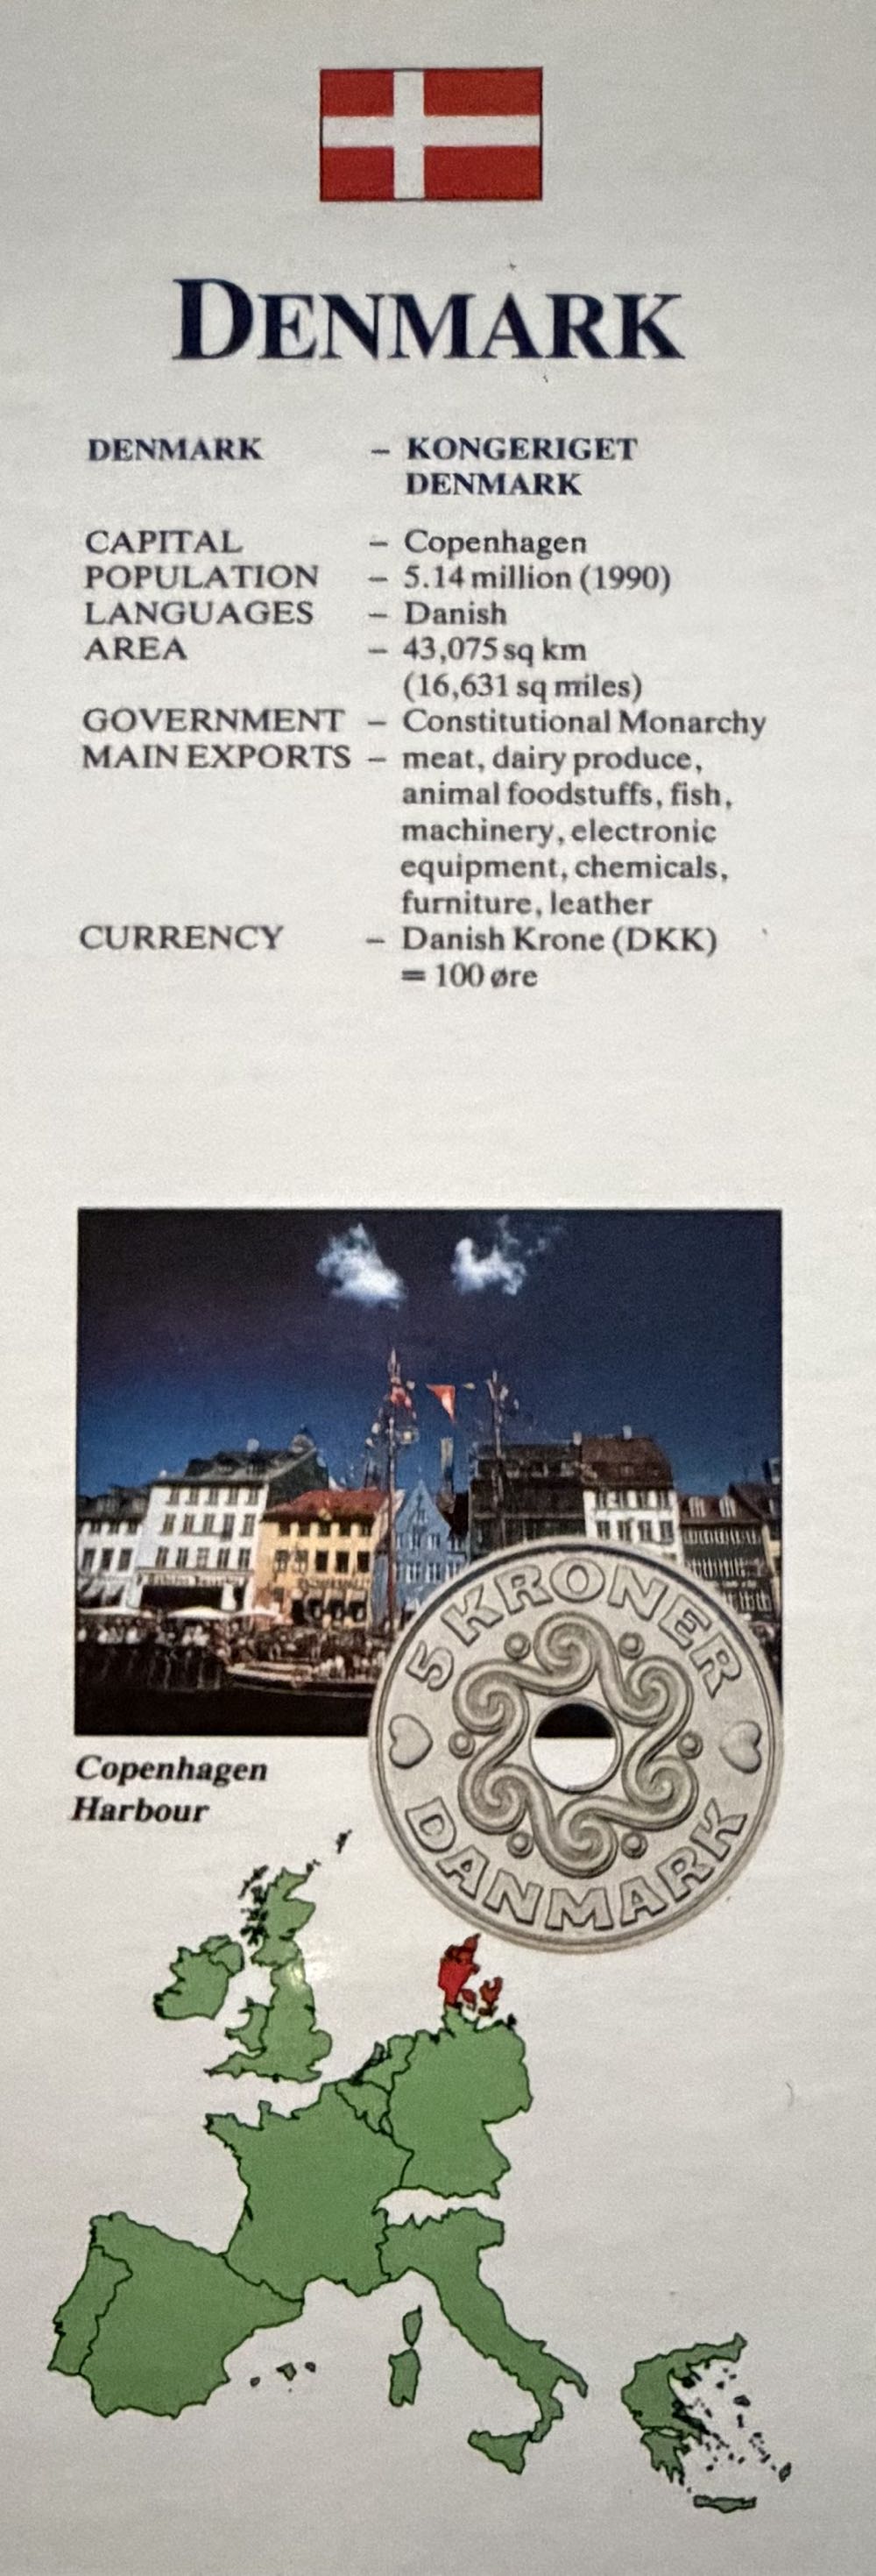 DENMARK
DENMARK – KONGERIGET
DENMARK
CAPITAL – Copenhagen
POPULATION – 5.14 million (1990)
LANGUAGES – Danish
AREA – 43,075 sq km
(16,631 sq miles)
GOVERNMENT – Constitutional Monarchy
MAIN EXPORTS – meat, dairy produce,
animal foodstuffs, fish,
machinery, electronic
equipment, chemicals,
furniture, leather
CURRENCY – Danish Krone (DKK)
= 100 øre
5 KRONER
DANMARK
Copenhagen
Harbour